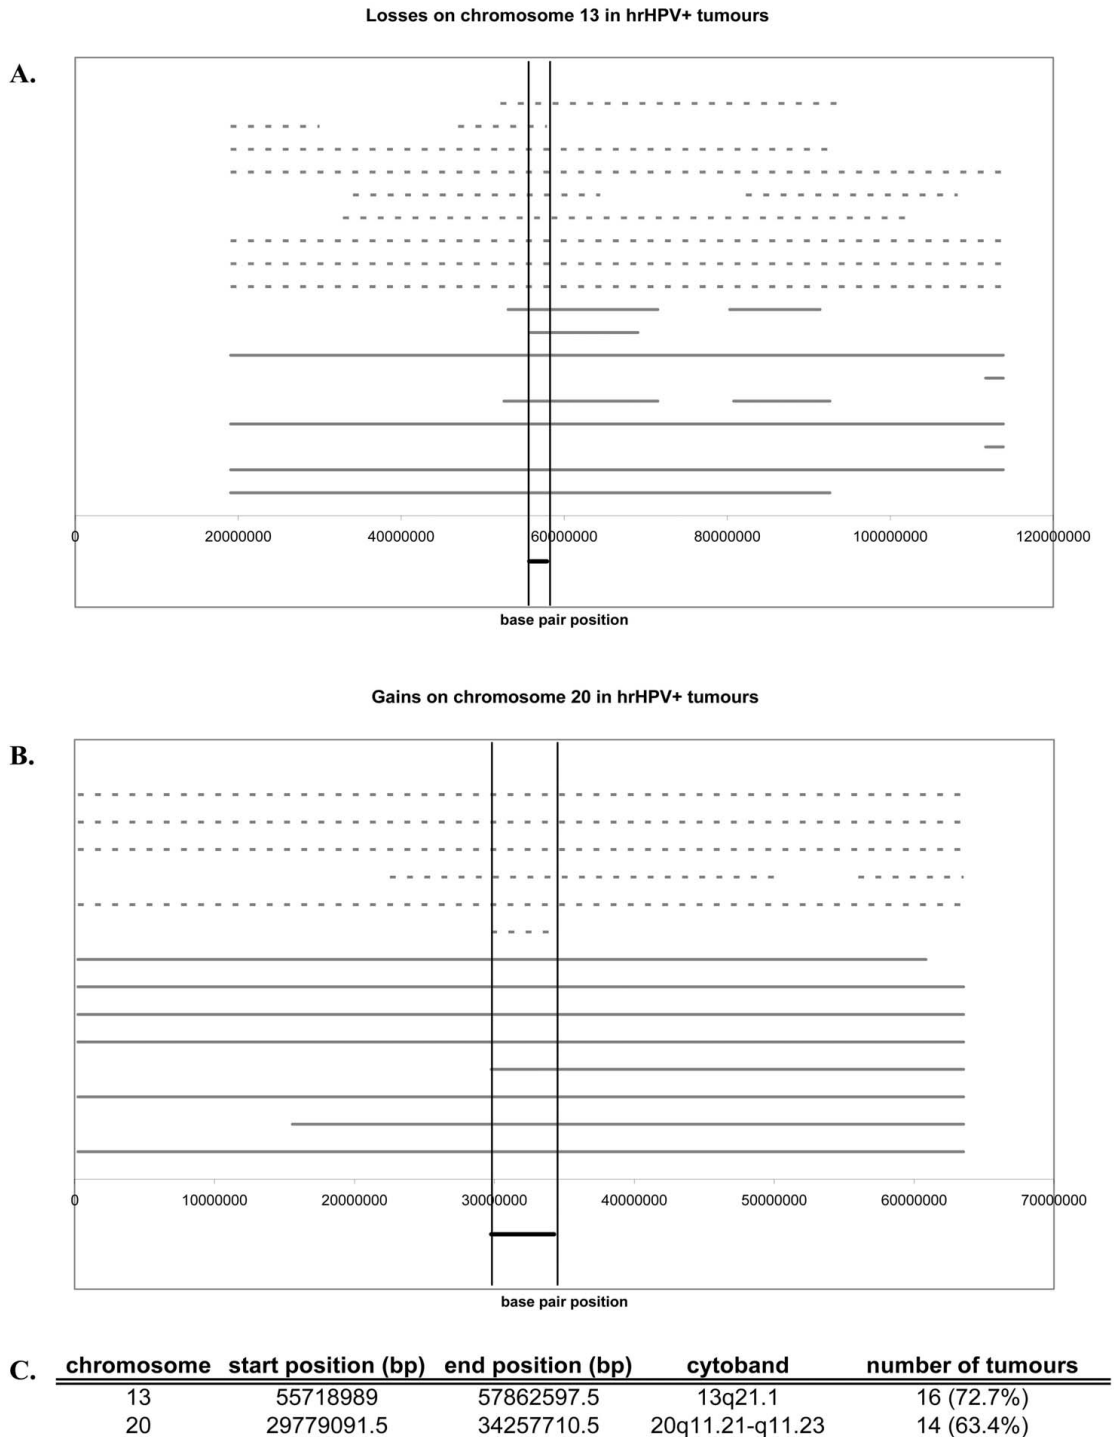 Losses on chromosome 13 in hrHPV+ tumours
A.
0 20000000 40000000 60000000 80000000 100000000 120000000
base pair position
Gains on chromosome 20 in hrHPV+ tumours
B.
0 10000000 20000000 30000000 40000000 50000000 60000000 70000000
base pair position
C. chromosome start position (bp) end position (bp) cytoband number of tumours
13 55718989 57862597.5 13q21.1 16 (72.7%)
20 29779091.5 34257710.5 20q11.21-q11.23 14 (63.4%)